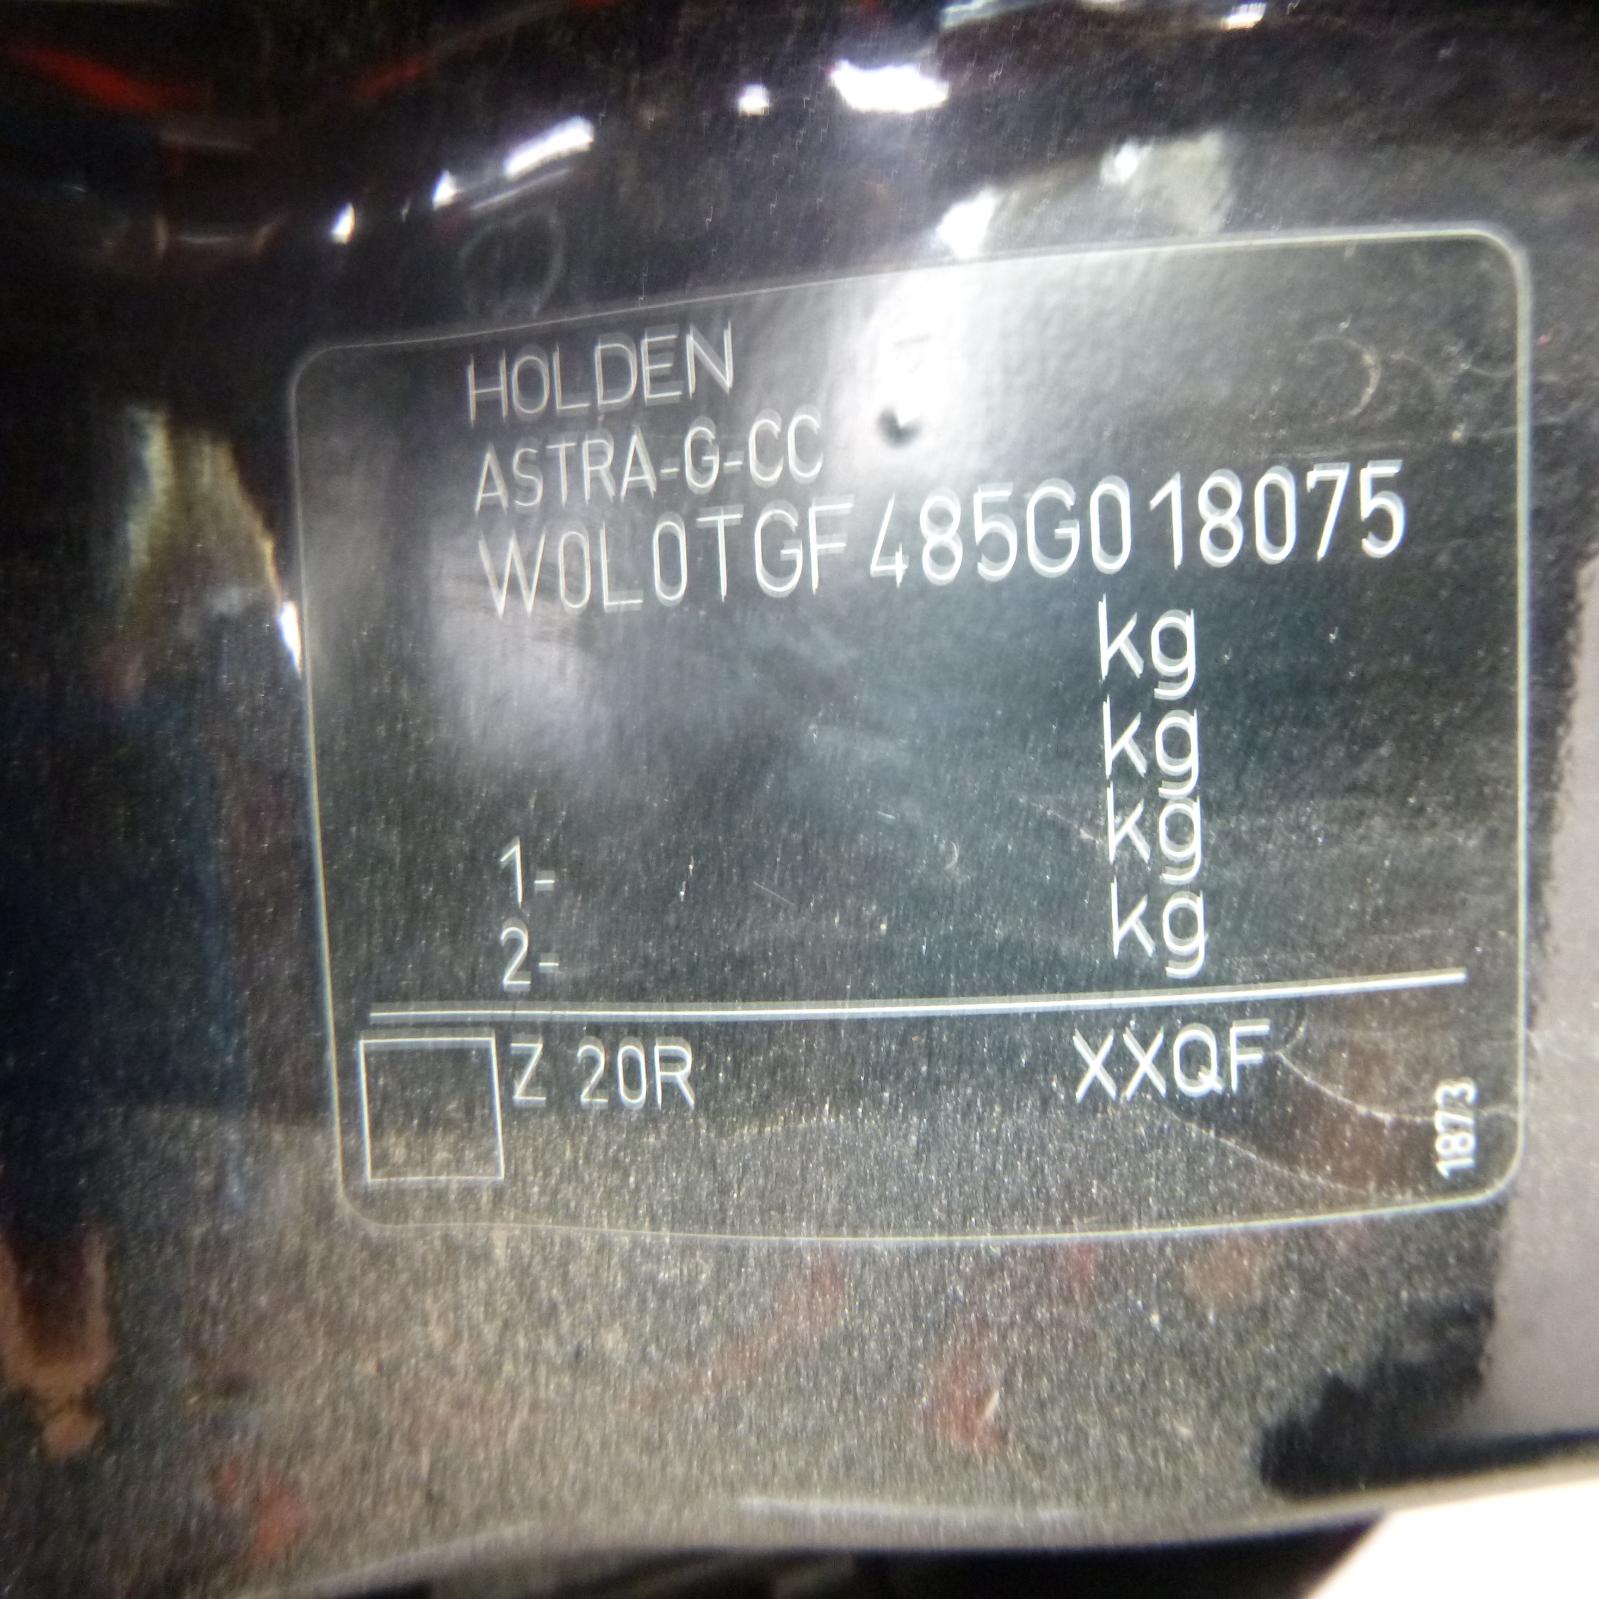 HOLDEN
ASTRA-G-CC
W0L0TGF485G018075
kg
kg
1- kg
2- kg
Z 20R XXQF
1873